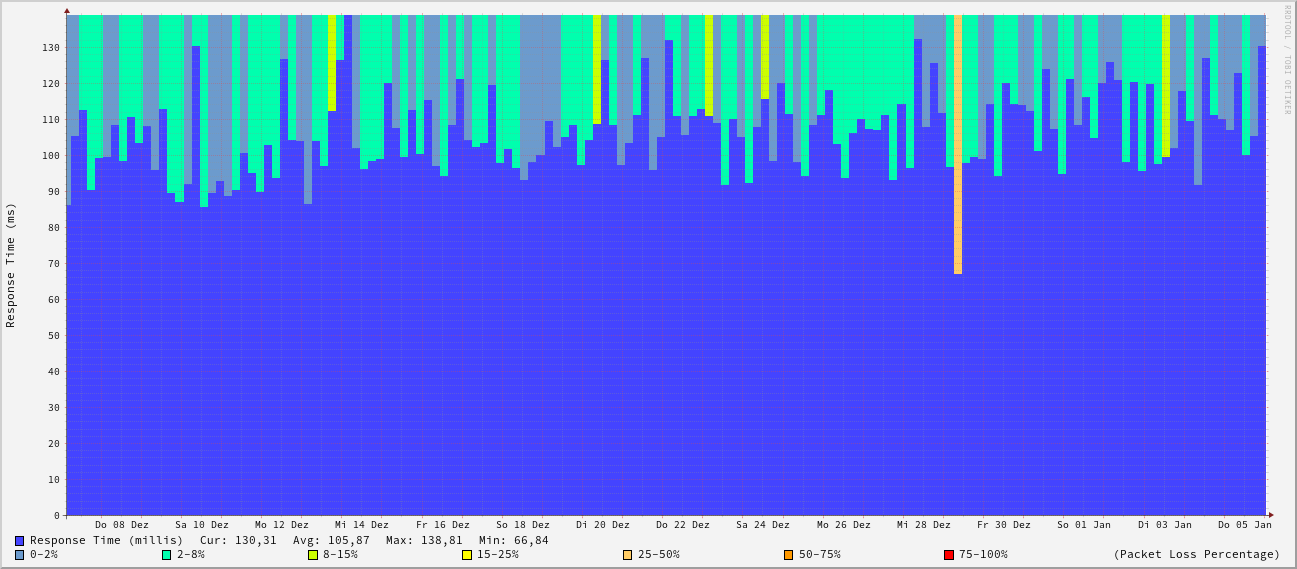 RRDTOOL / TOBI OETIKER
Response Time (ms)
130
120
110
100
90
80
70
60
50
40
30
20
10
0
Do 08 Dez Sa 10 Dez Mo 12 Dez Mi 14 Dez Fr 16 Dez So 18 Dez Di 20 Dez Do 22 Dez Sa 24 Dez Mo 26 Dez Mi 28 Dez Fr 30 Dez So 01 Jan Di 03 Jan Do 05 Jan
Response Time (millis) Cur: 130,31 Avg: 105,87 Max: 138,81 Min: 66,84
0-2% 2-8% 8-15% 15-25% 25-50% 50-75% 75-100% (Packet Loss Percentage)